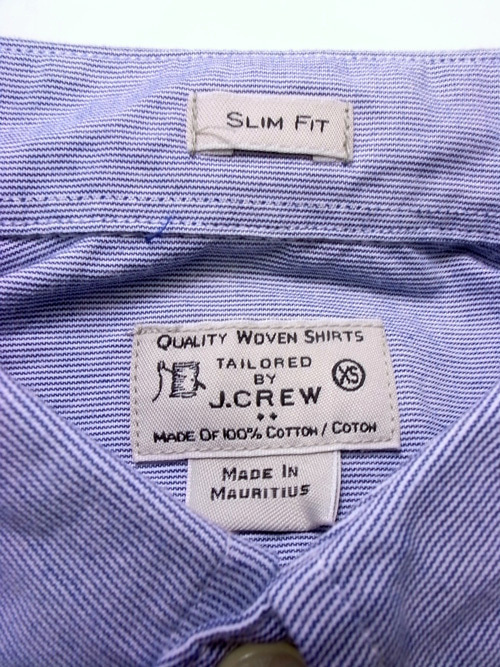 SLIM FIT
QUALITY WOVEN SHIRTS
TAILORED
BY
XS
J.CREW
MADE OF 100% COTTON / COTON
MADE IN
MAURITIUS